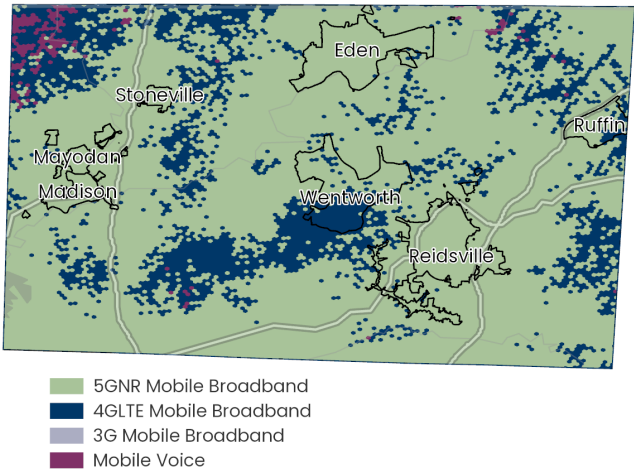 Eden
Stoneville
Ruffin
Mayodan
Madison
Wentworth
Reidsville
5GNR Mobile Broadband
4GLTE Mobile Broadband
3G Mobile Broadband
Mobile Voice